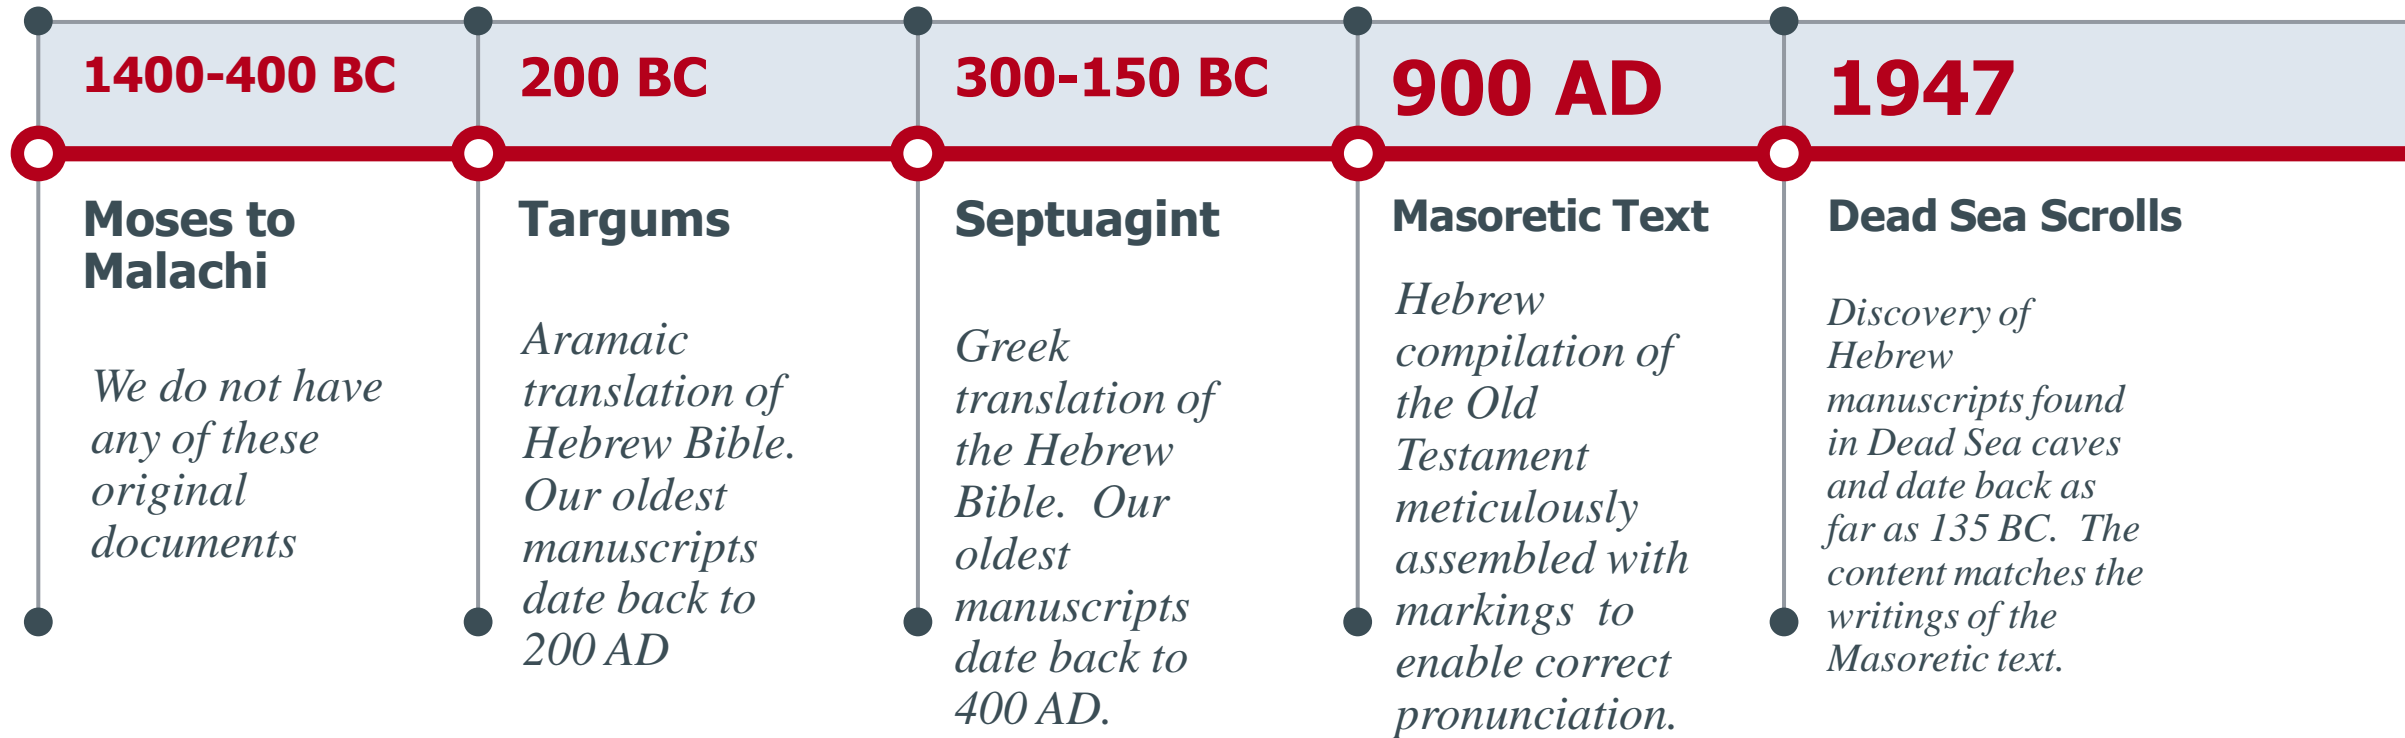 1400-400 BC
200 BC
300-150 BC
900 AD
1947
Moses to
Malachi
We do not have
any of these
original
documents
Targums
Aramaic
translation of
Hebrew Bible.
Our oldest
manuscripts
date back to
200 AD
Septuagint
Greek
translation of
the Hebrew
Bible.  Our
oldest
manuscripts
date back to
400 AD.
Masoretic Text
Hebrew
compilation of
the Old
Testament
meticulously
assembled with
markings  to
enable correct
pronunciation.
Dead Sea Scrolls
Discovery of
Hebrew
manuscripts found
in Dead Sea caves
and date back as
far as 135 BC.  The
content matches the
writings of the
Masoretic text.